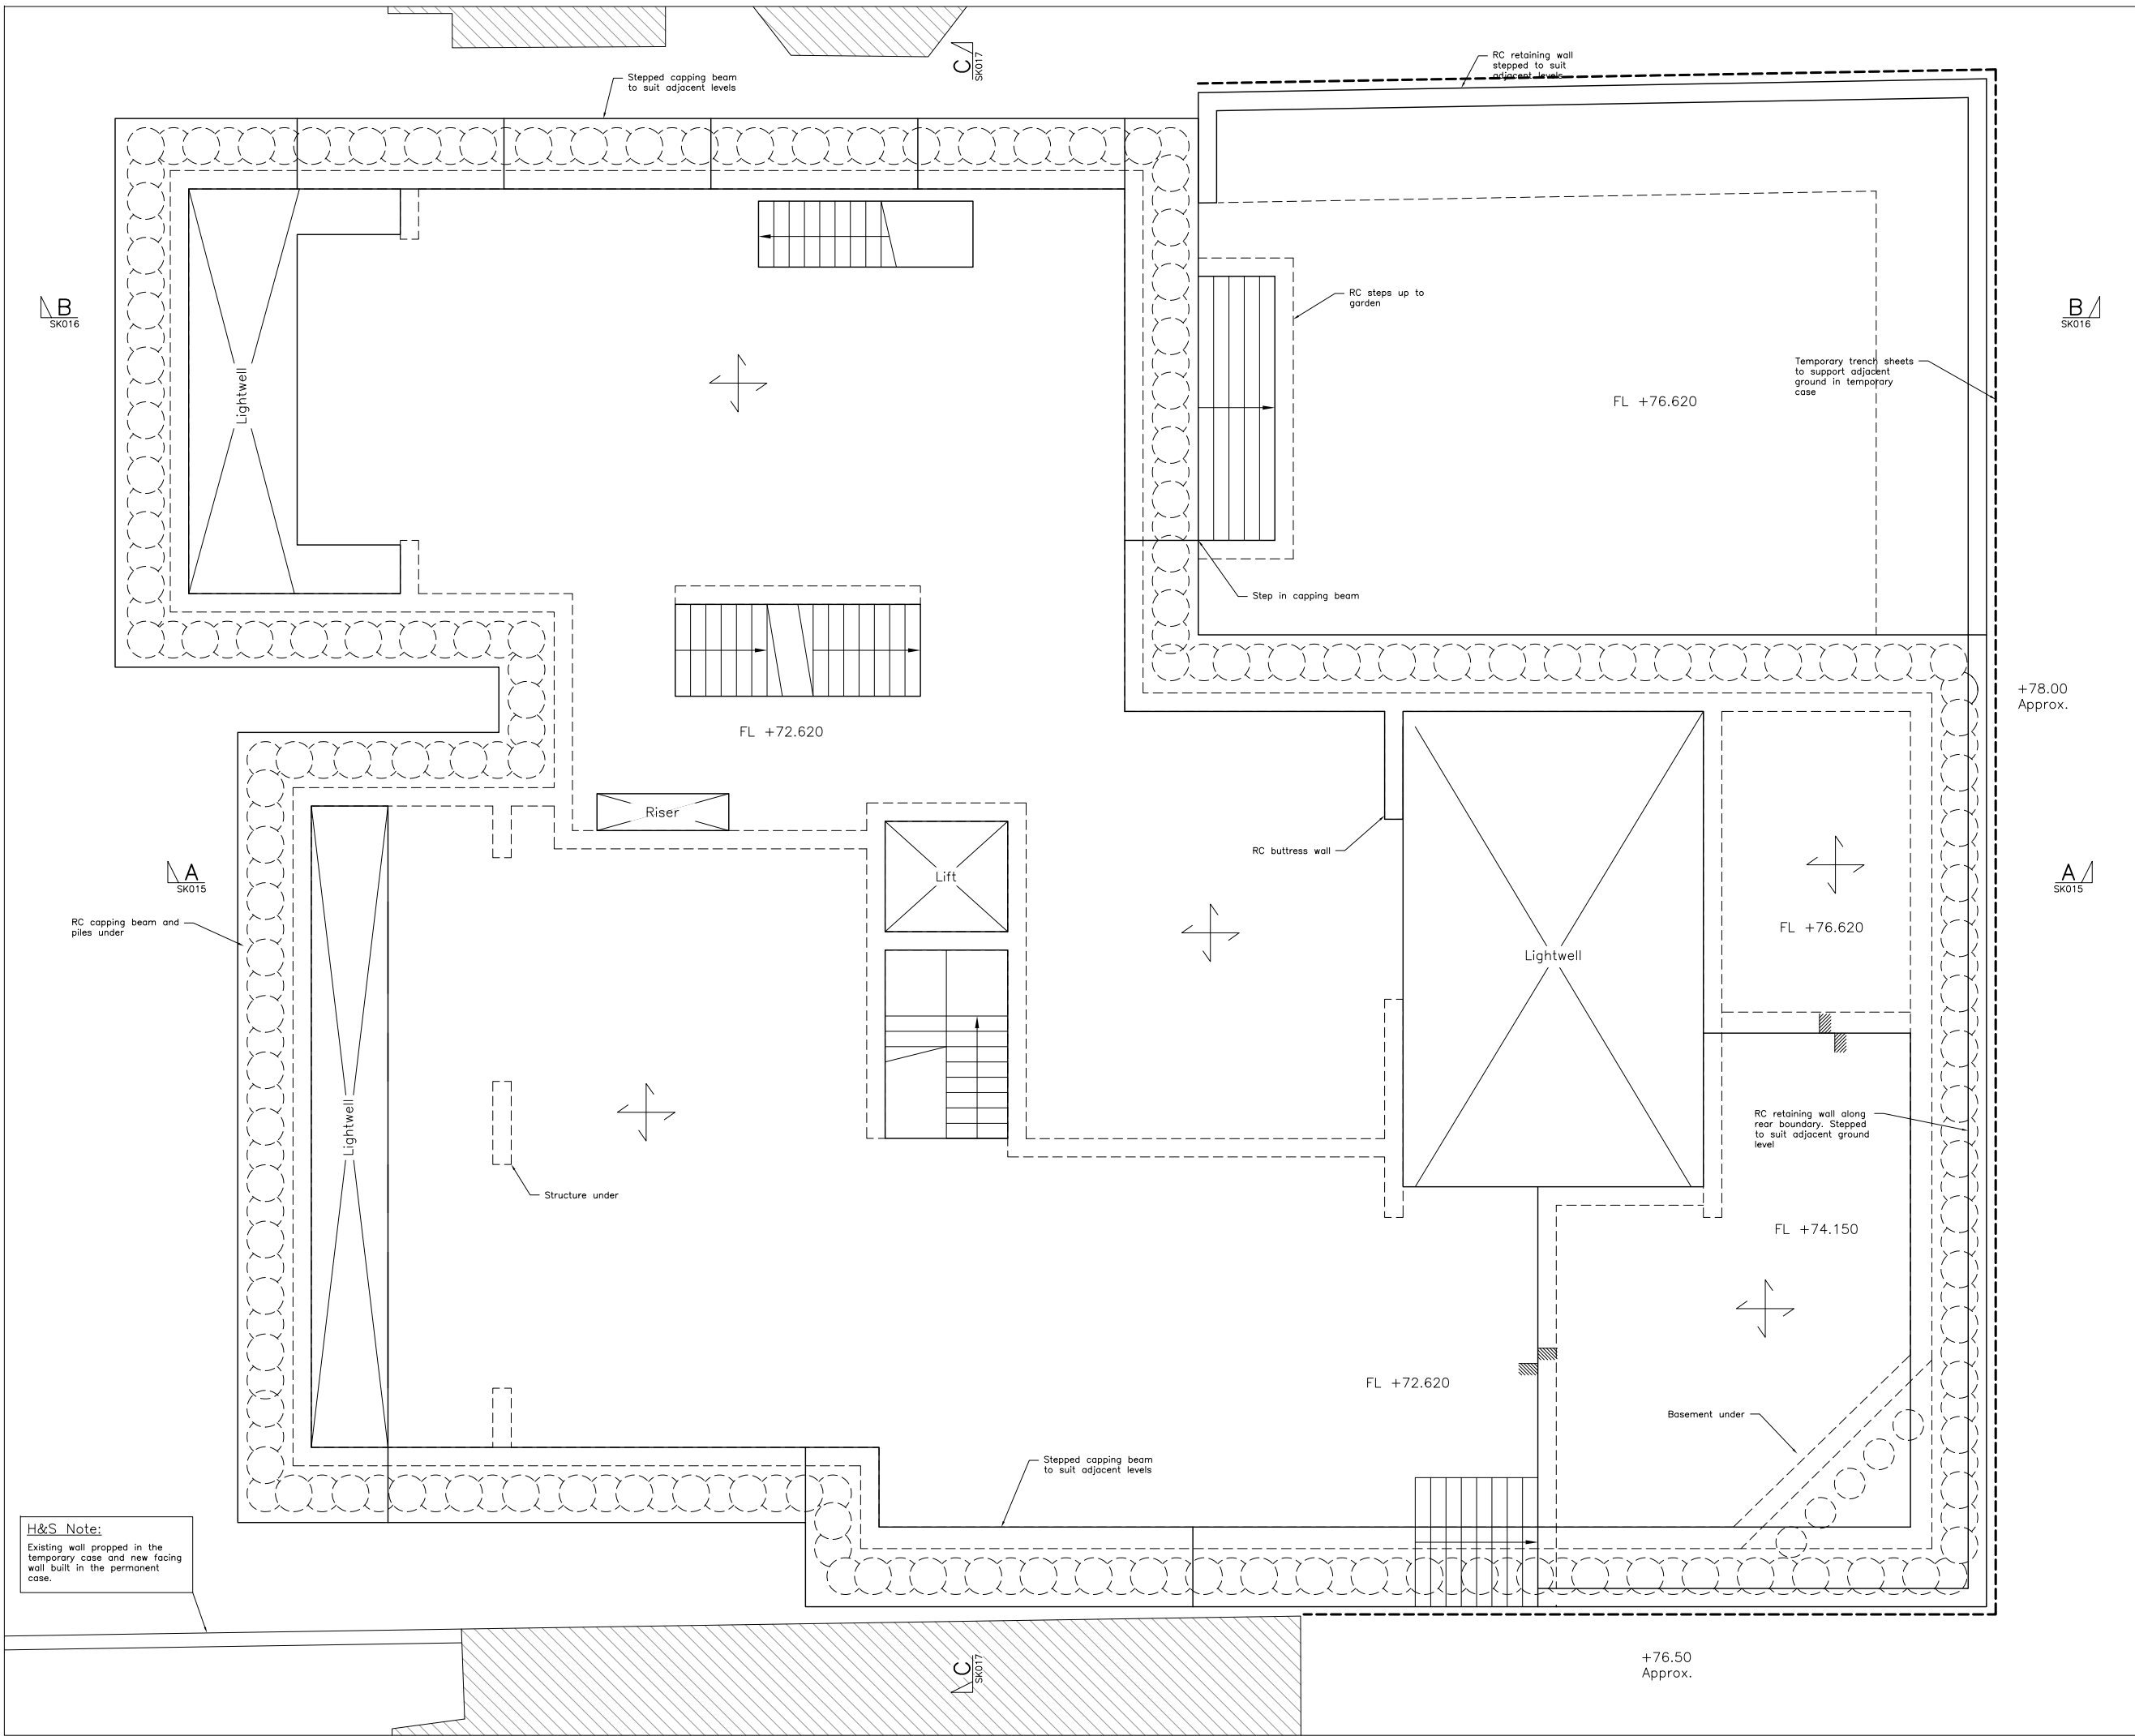 RC retaining wall
stepped to suit
adjacent levels
C
SK017
Stepped capping beam
to suit adjacent levels
B
SK016
RC steps up to
garden
B
SK016
Temporary trench sheets
to support adjacent
ground in temporary
case
Lightwell
FL +76.620
Step in capping beam
+78.00
Approx.
FL +72.620
Riser
RC buttress wall
Lift
A
SK015
A
SK015
RC capping beam and
piles under
FL +76.620
Lightwell
Lightwell
RC retaining wall along
rear boundary. Stepped
to suit adjacent ground
level
Structure under
FL +74.150
FL +72.620
Basement under
Stepped capping beam
to suit adjacent levels
H&S Note:
Existing wall propped in the
temporary case and new facing
wall built in the permanent
case.
C
SK017
+76.50
Approx.